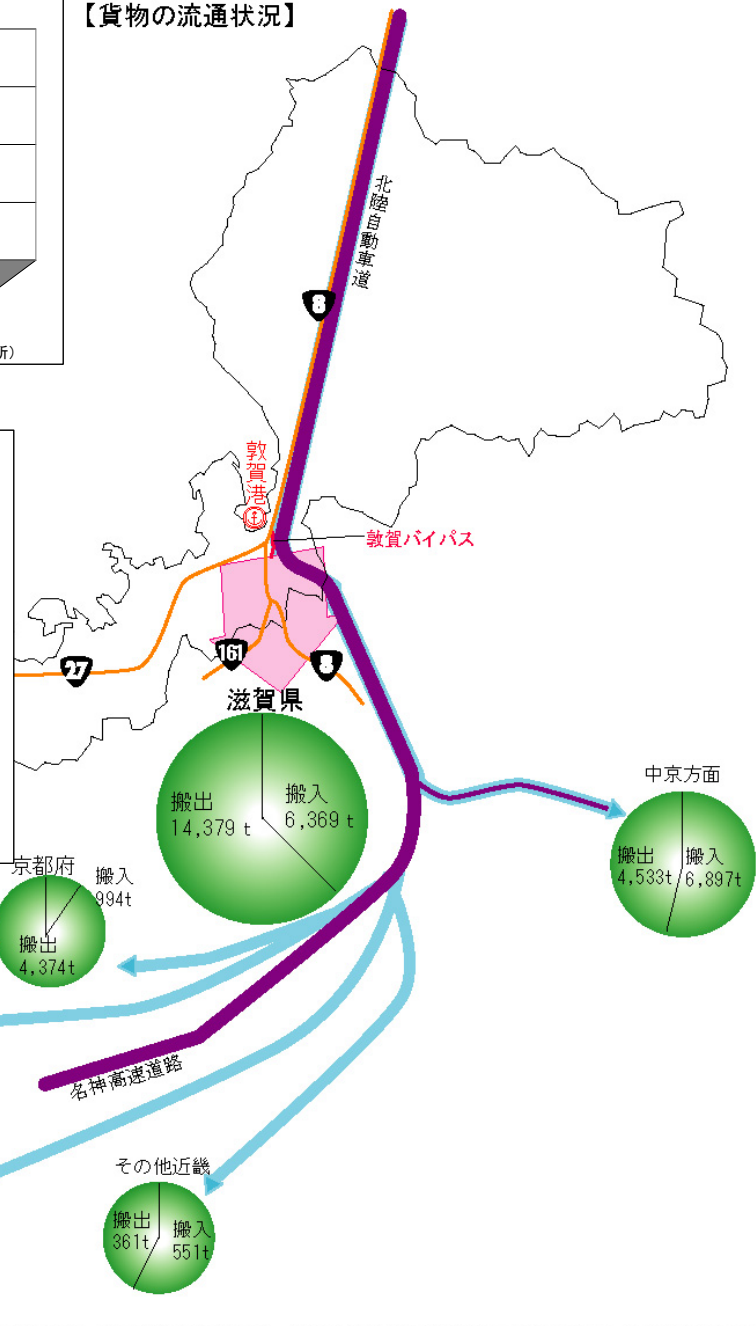 【貨物の流通状況】
北陸自動車道
8
所)
敦賀港
敦賀バイパス
161
8
27
滋賀県
搬出
14,379 t
搬入
6,369 t
中京方面
搬出
4,533t
搬入
6,897t
京都府
搬入
994t
搬出
4,374t
名神高速道路
その他近畿
搬出
361t
搬入
551t